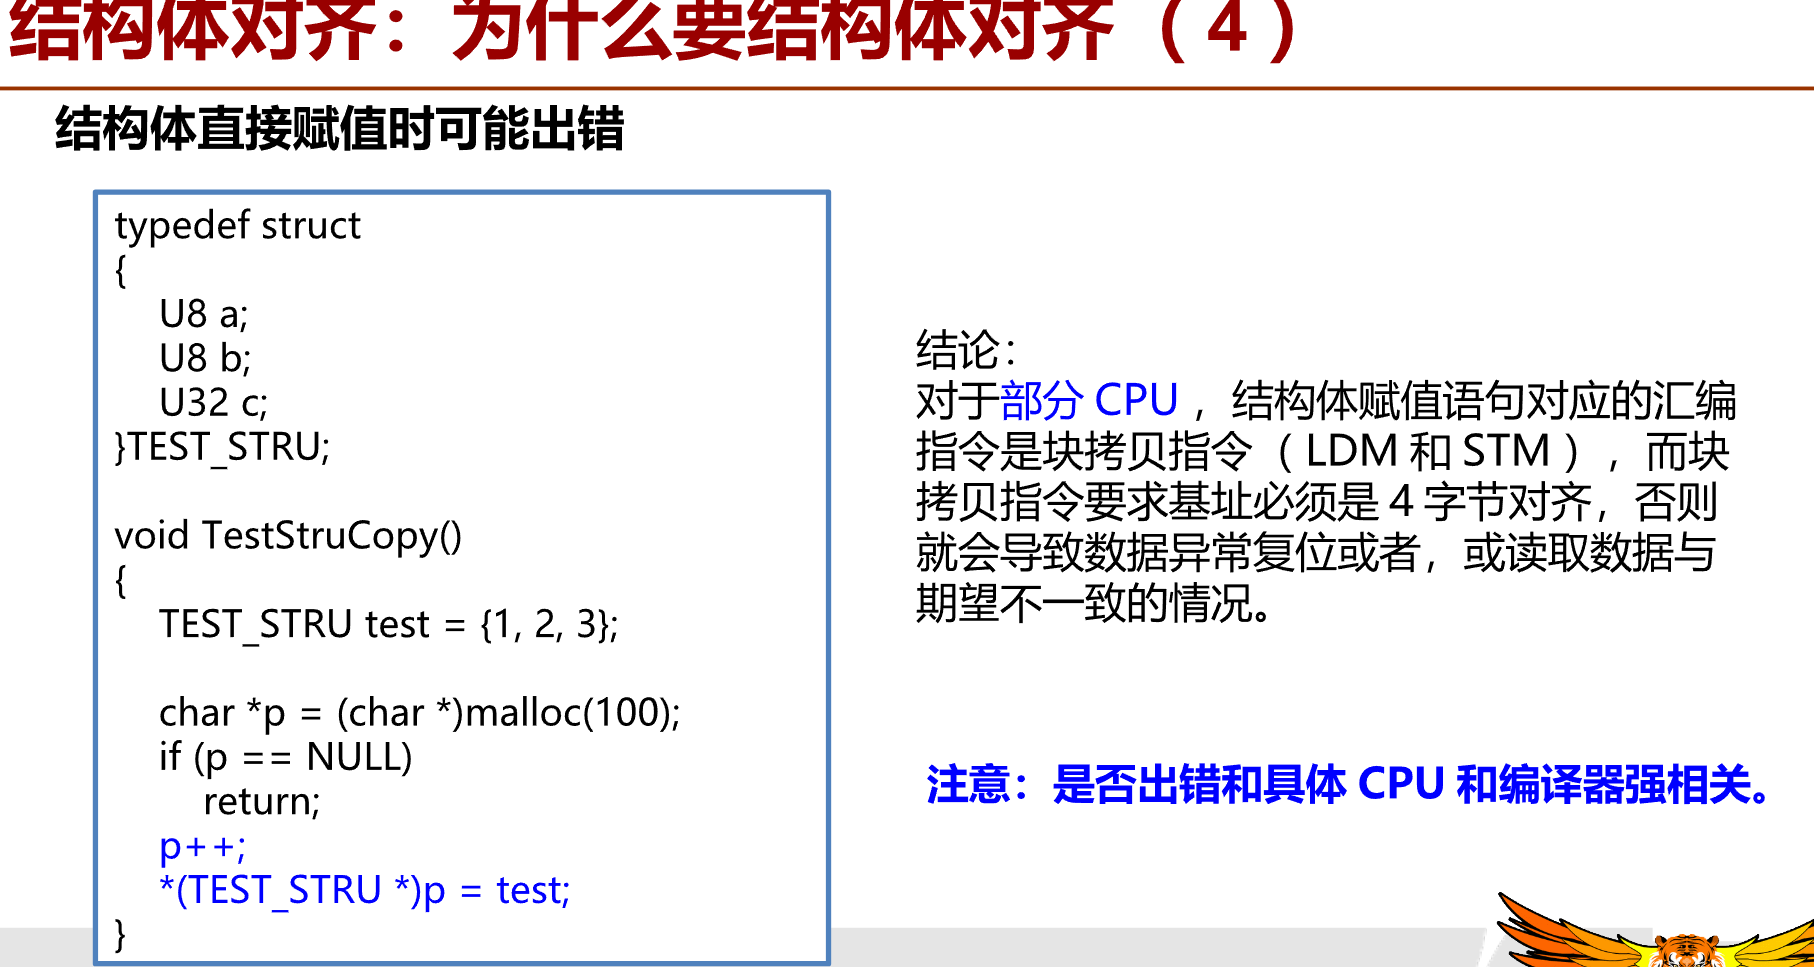 结构体对齐：为什么要结构体对齐（4）
结构体直接赋值时可能出错
typedef struct
{
U8 a;
U8 b;
U32 c;
}TEST_STRU;
void TestStruCopy()
{
TEST_STRU test = {1, 2, 3};
char *p = (char *)malloc(100);
if (p == NULL)
return;
p++;
*(TEST_STRU *)p = test;
}
结论：
对于部分 CPU ，结构体赋值语句对应的汇编
指令是块拷贝指令（ LDM 和 STM ），而块
拷贝指令要求基址必须是 4 字节对齐，否则
就会导致数据异常复位或者，或读取数据与
期望不一致的情况。
注意：是否出错和具体 CPU 和编译器强相关。